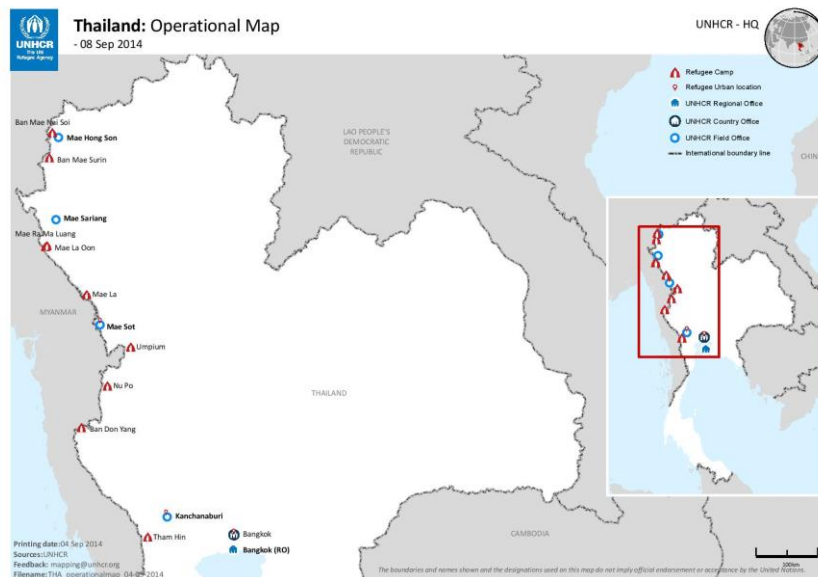 UNHCR
The UN
Refugee Agency
Thailand: Operational Map
- 08 Sep 2014
UNHCR - HQ
Refugee Camp
Refugee Urban location
UNHCR Regional Office
UNHCR Country Office
UNHCR Field Office
International boundary line
LAO PEOPLE'S
DEMOCRATIC
REPUBLIC
CHIN
Ban Mae Nai Soi
Mae Hong Son
Ban Mae Surin
Mae Sariang
Mae Ra Ma Luang
Mae La Oon
Mae La
MYANMAR
Mae Sot
Umpium
Nu Po
THAILAND
Ban Don Yang
Kanchanaburi
Tham Hin
Bangkok
Bangkok (RO)
CAMBODIA
Printing date:04 Sep 2014
Sources:UNHCR
Feedback: mapping@unhcr.org
Filename:THA_operationalmap_04-09-2014
100km
The boundaries and names shown and the designations used on this map do not imply official endorsement or acceptance by the United Nations.